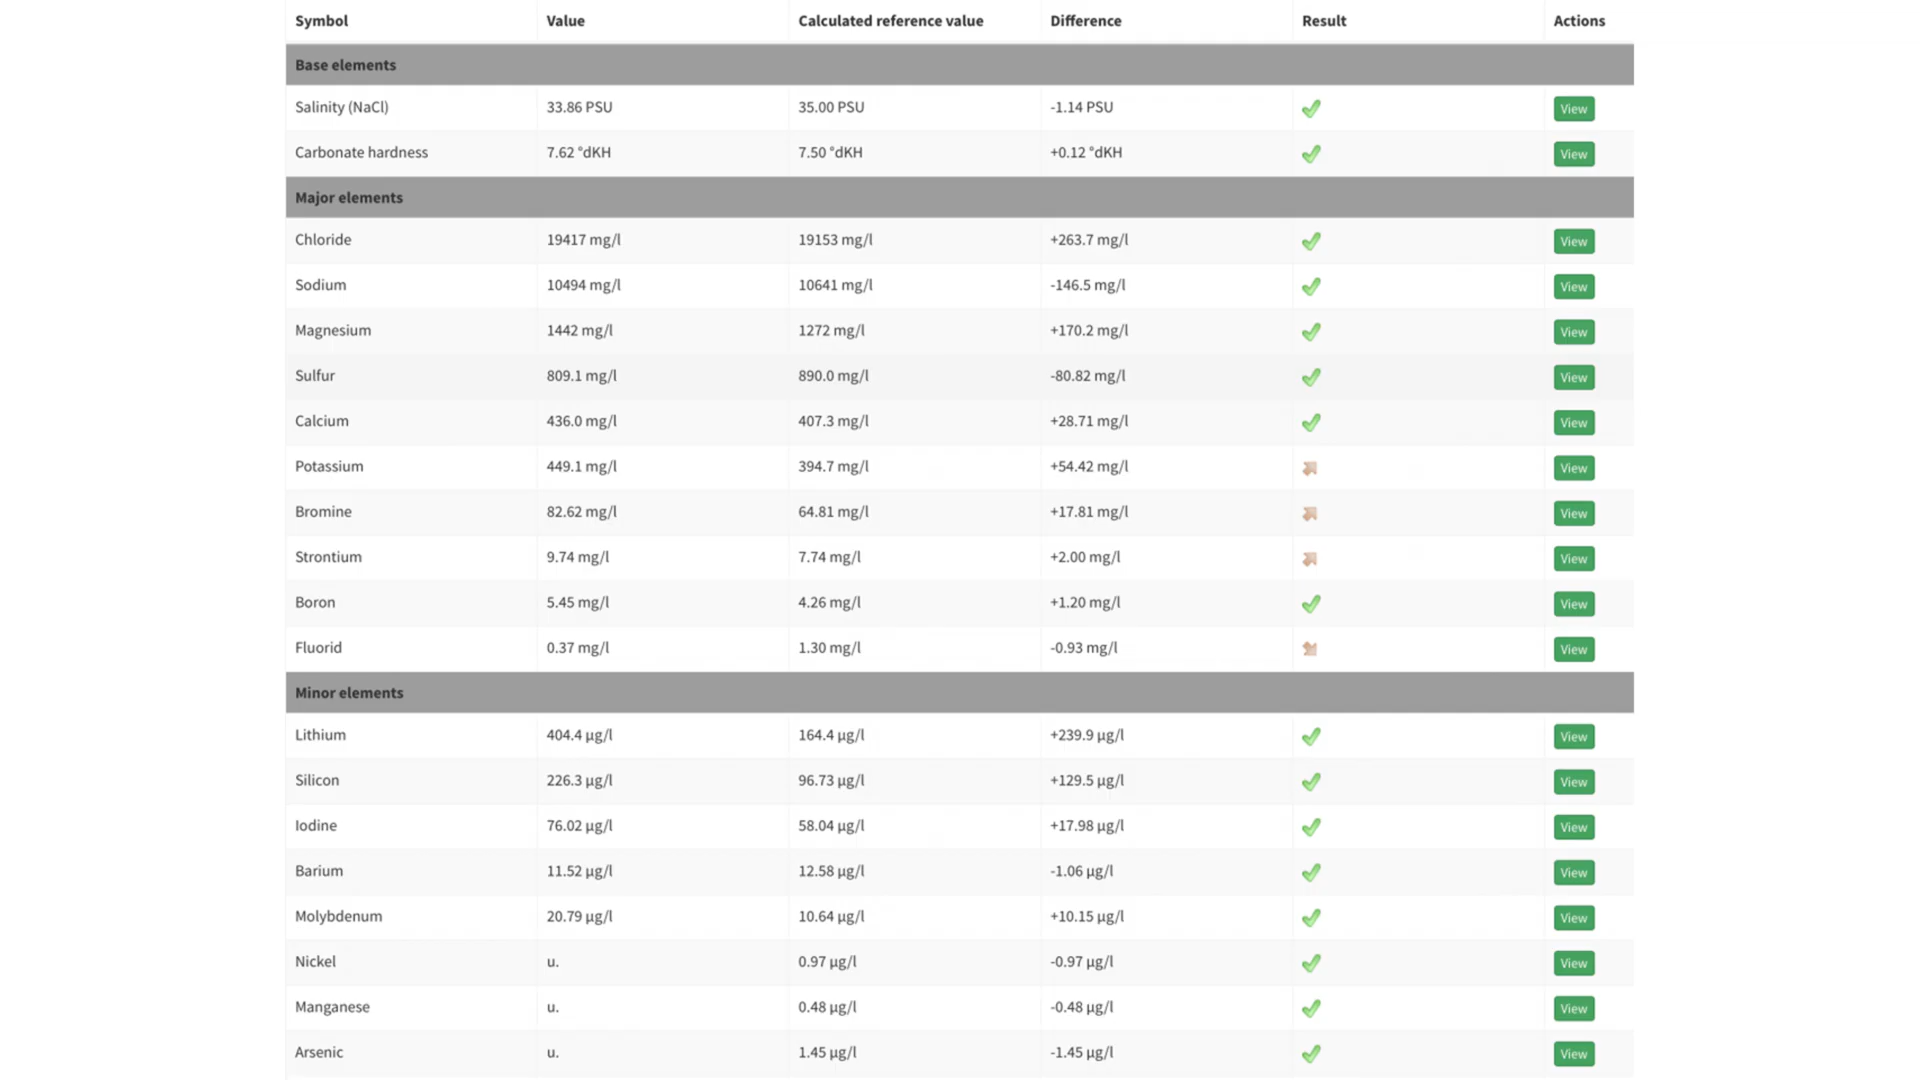 Symbol Value Calculated reference value Difference Result Actions
Base elements
Salinity (NaCl) 33.86 PSU 35.00 PSU -1.14 PSU View
Carbonate hardness 7.62 °dKH 7.50 °dKH +0.12 °dKH View
Major elements
Chloride 19417 mg/l 19153 mg/l +263.7 mg/l View
Sodium 10494 mg/l 10641 mg/l -146.5 mg/l View
Magnesium 1442 mg/l 1272 mg/l +170.2 mg/l View
Sulfur 809.1 mg/l 890.0 mg/l -80.82 mg/l View
Calcium 436.0 mg/l 407.3 mg/l +28.71 mg/l View
Potassium 449.1 mg/l 394.7 mg/l +54.42 mg/l View
Bromine 82.62 mg/l 64.81 mg/l +17.81 mg/l View
Strontium 9.74 mg/l 7.74 mg/l +2.00 mg/l View
Boron 5.45 mg/l 4.26 mg/l +1.20 mg/l View
Fluorid 0.37 mg/l 1.30 mg/l -0.93 mg/l View
Minor elements
Lithium 404.4 µg/l 164.4 µg/l +239.9 µg/l View
Silicon 226.3 µg/l 96.73 µg/l +129.5 µg/l View
Iodine 76.02 µg/l 58.04 µg/l +17.98 µg/l View
Barium 11.52 µg/l 12.58 µg/l -1.06 µg/l View
Molybdenum 20.79 µg/l 10.64 µg/l +10.15 µg/l View
Nickel u. 0.97 µg/l -0.97 µg/l View
Manganese u. 0.48 µg/l -0.48 µg/l View
Arsenic u. 1.45 µg/l -1.45 µg/l View